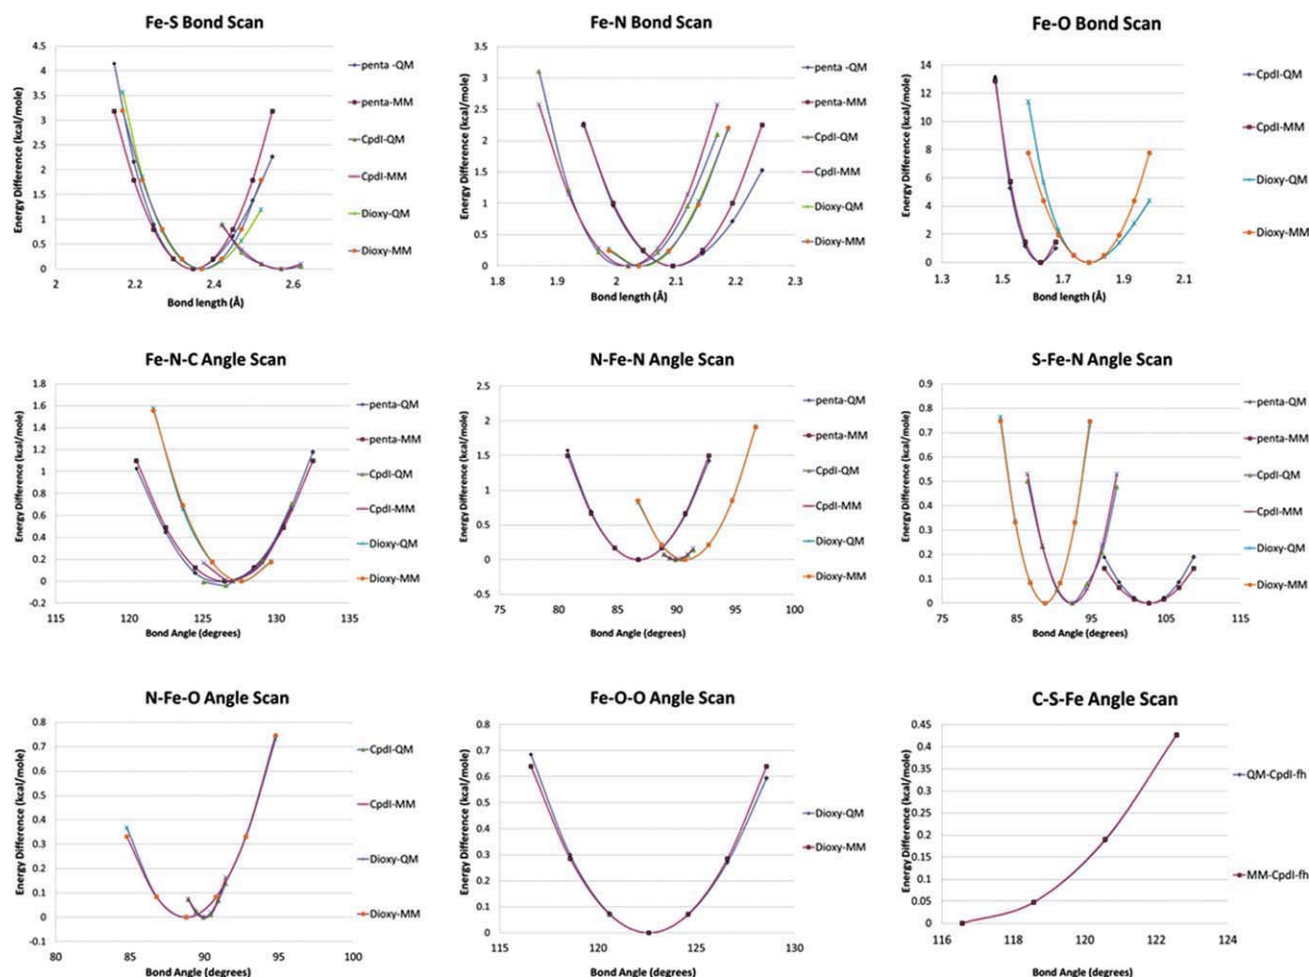 Fe-S Bond Scan
Energy Difference (kcal/mole)
4.5
4
3.5
3
2.5
2
1.5
1
0.5
0
2
2.2
2.4
2.6
Bond length (Å)
penta -QM
penta-MM
CpdI-QM
CpdI-MM
Dioxy-QM
Dioxy-MM
Fe-N Bond Scan
Energy Difference (kcal/mole)
3.5
3
2.5
2
1.5
1
0.5
0
1.8
1.9
2
2.1
2.2
2.3
Bond length (Å)
penta -QM
penta-MM
CpdI-QM
CpdI-MM
Dioxy-QM
Dioxy-MM
Fe-O Bond Scan
Energy Difference (kcal/mole)
14
12
10
8
6
4
2
0
1.3
1.5
1.7
1.9
2.1
Bond length (Å)
CpdI-QM
CpdI-MM
Dioxy-QM
Dioxy-MM
Fe-N-C Angle Scan
Energy Difference (kcal/mole)
1.8
1.6
1.4
1.2
1
0.8
0.6
0.4
0.2
0
-0.2
115
120
125
130
135
Bond Angle (degrees)
penta-QM
penta-MM
CpdI-QM
CpdI-MM
Dioxy-QM
Dioxy-MM
N-Fe-N Angle Scan
Energy Difference (kcal/mole)
2.5
2
1.5
1
0.5
0
-0.5
75
80
85
90
95
100
Bond Angle (degrees)
penta-QM
penta-MM
CpdI-QM
CpdI-MM
Dioxy-QM
Dioxy-MM
S-Fe-N Angle Scan
Energy Difference (kcal/mole)
0.9
0.8
0.7
0.6
0.5
0.4
0.3
0.2
0.1
0
75
85
95
105
115
Bond Angle (degrees)
penta-QM
penta-MM
CpdI-QM
CpdI-MM
Dioxy-QM
Dioxy-MM
N-Fe-O Angle Scan
Energy Difference (kcal/mole)
0.8
0.7
0.6
0.5
0.4
0.3
0.2
0.1
0
-0.1
80
85
90
95
100
Bond Angle (degrees)
CpdI-QM
CpdI-MM
Dioxy-QM
Dioxy-MM
Fe-O-O Angle Scan
Energy Difference (kcal/mole)
0.8
0.7
0.6
0.5
0.4
0.3
0.2
0.1
0
115
120
125
130
Bond Angle (degrees)
Dioxy-QM
Dioxy-MM
C-S-Fe Angle Scan
Energy Difference (kcal/mole)
0.45
0.4
0.35
0.3
0.25
0.2
0.15
0.1
0.05
0
116
118
120
122
124
Bond Angle (degrees)
QM-CpdI-fh
MM-CpdI-fh